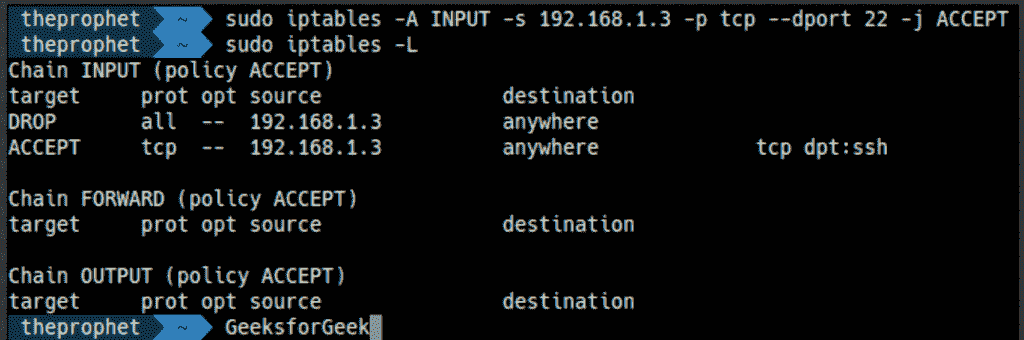 theprophet ~ sudo iptables -A INPUT -s 192.168.1.3 -p tcp --dport 22 -j ACCEPT
theprophet ~ sudo iptables -L
Chain INPUT (policy ACCEPT)
target prot opt source destination
DROP all -- 192.168.1.3 anywhere
ACCEPT tcp -- 192.168.1.3 anywhere tcp dpt:ssh
Chain FORWARD (policy ACCEPT)
target prot opt source destination
Chain OUTPUT (policy ACCEPT)
target prot opt source destination
theprophet ~ GeeksforGeek